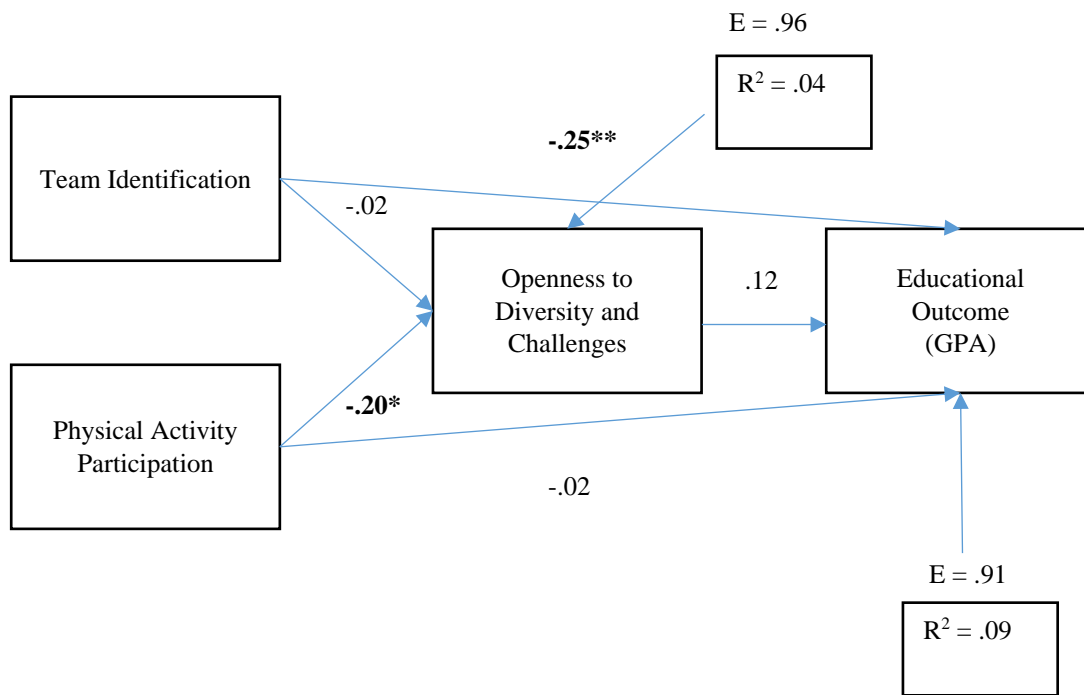 E = .96
R² = .04
Team Identification
-.25**
-.02
Openness to
Diversity and
Challenges
.12
Educational
Outcome
(GPA)
Physical Activity
Participation
-.20*
-.02
E = .91
R² = .09